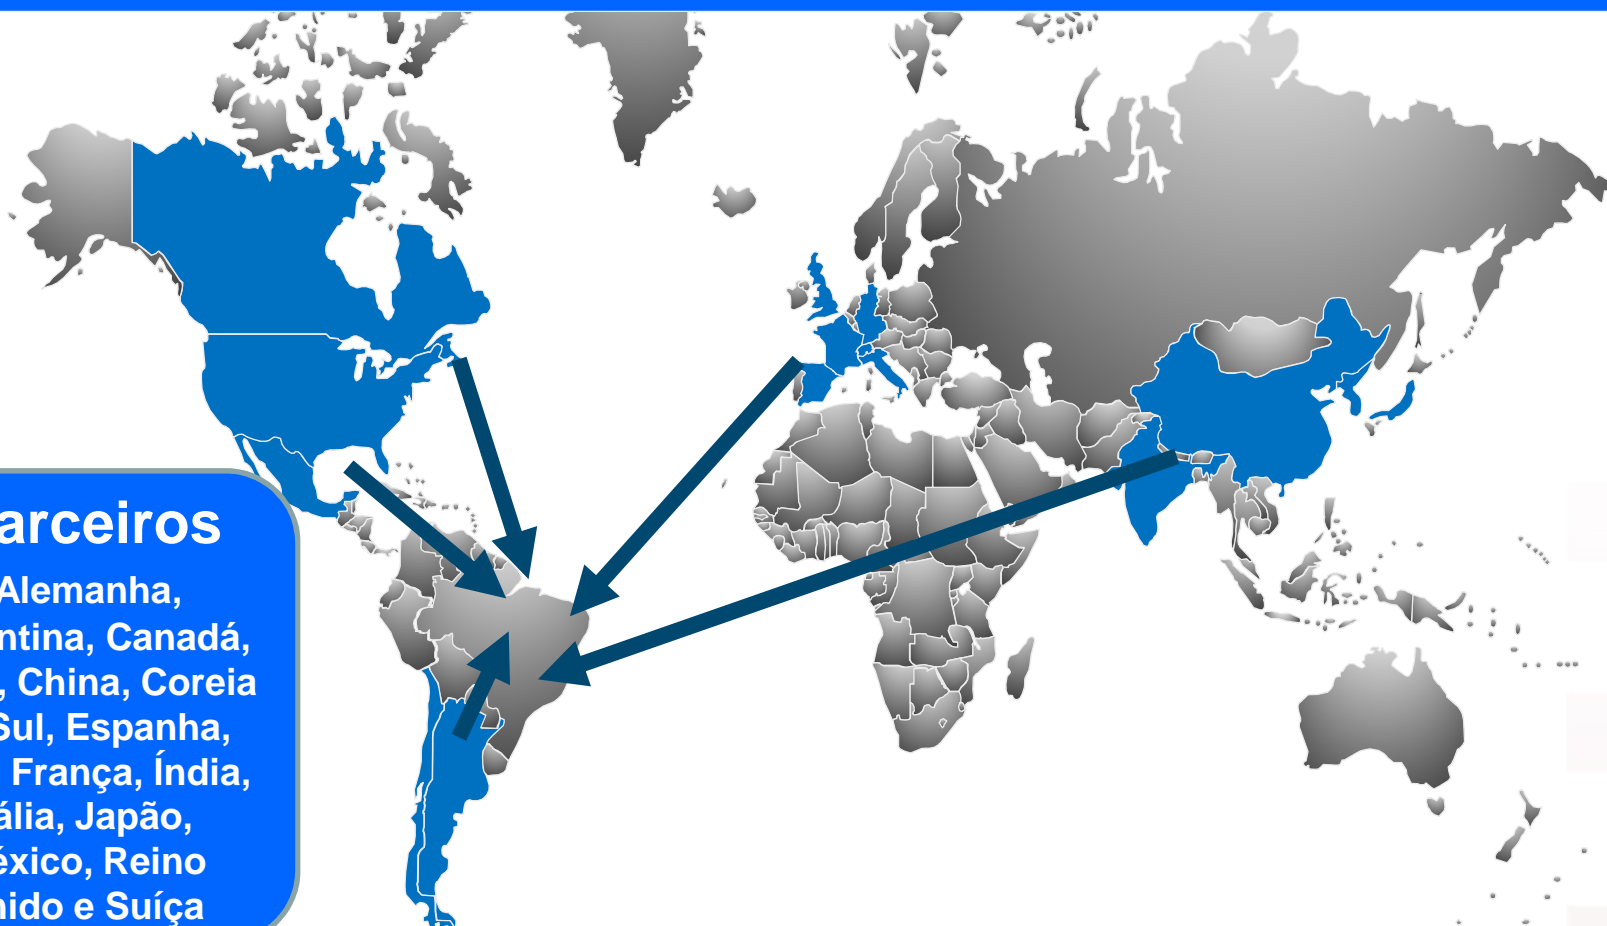 arceiros
Alemanha,
ntina, Canadá,
, China, Coreia
Sul, Espanha,
França, Índia,
ália, Japão,
éxico, Reino
nido e Suíça